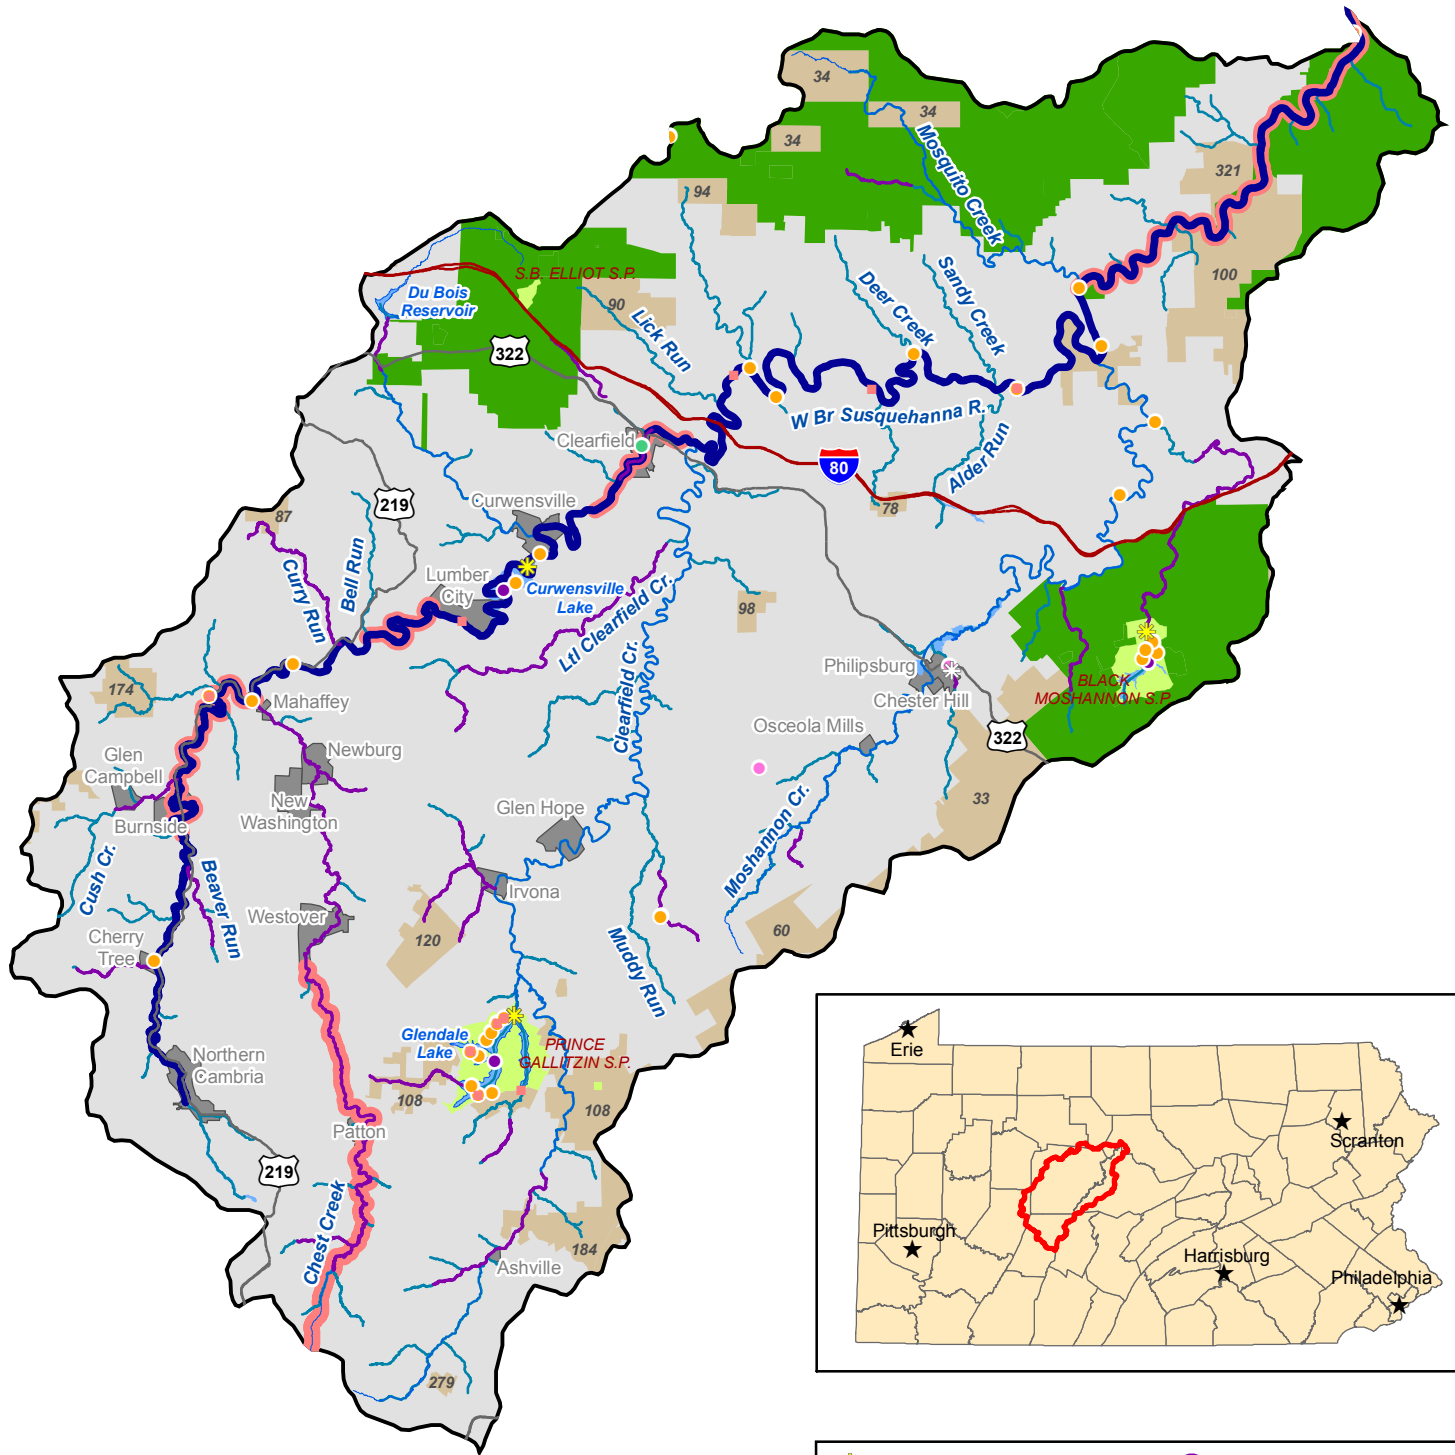 34
34
34
Mosquito Creek
321
94
100
S.B. ELLIOT S.P.
Du Bois
Reservoir
90
Lick Run
Deer Creek
Sandy Creek
322
W Br Susquehanna R.
Clearfield
80
Alder Run
219
Curwensville
78
87
Curry Run
Bell Run
Lumber
City
Curwensville
Lake
Ltl Clearfield Cr.
98
Clearfield Cr.
Philipsburg
Chester Hill
BLACK
MOSHANNON S.P.
174
Mahaffey
Osceola Mills
322
Newburg
Glen
Campbell
New
Washington
Burnside
Glen Hope
33
Moshannon Cr.
Cush Cr.
Beaver Run
Irvona
Westover
120
60
Cherry
Tree
Muddy Run
Glendale
Lake
PRINCE
GALLITZIN S.P.
Northern
Cambria
108
108
Patton
219
Chest Creek
184
Ashville
279
Erie
Scranton
Pittsburgh
Harrisburg
Philadelphia